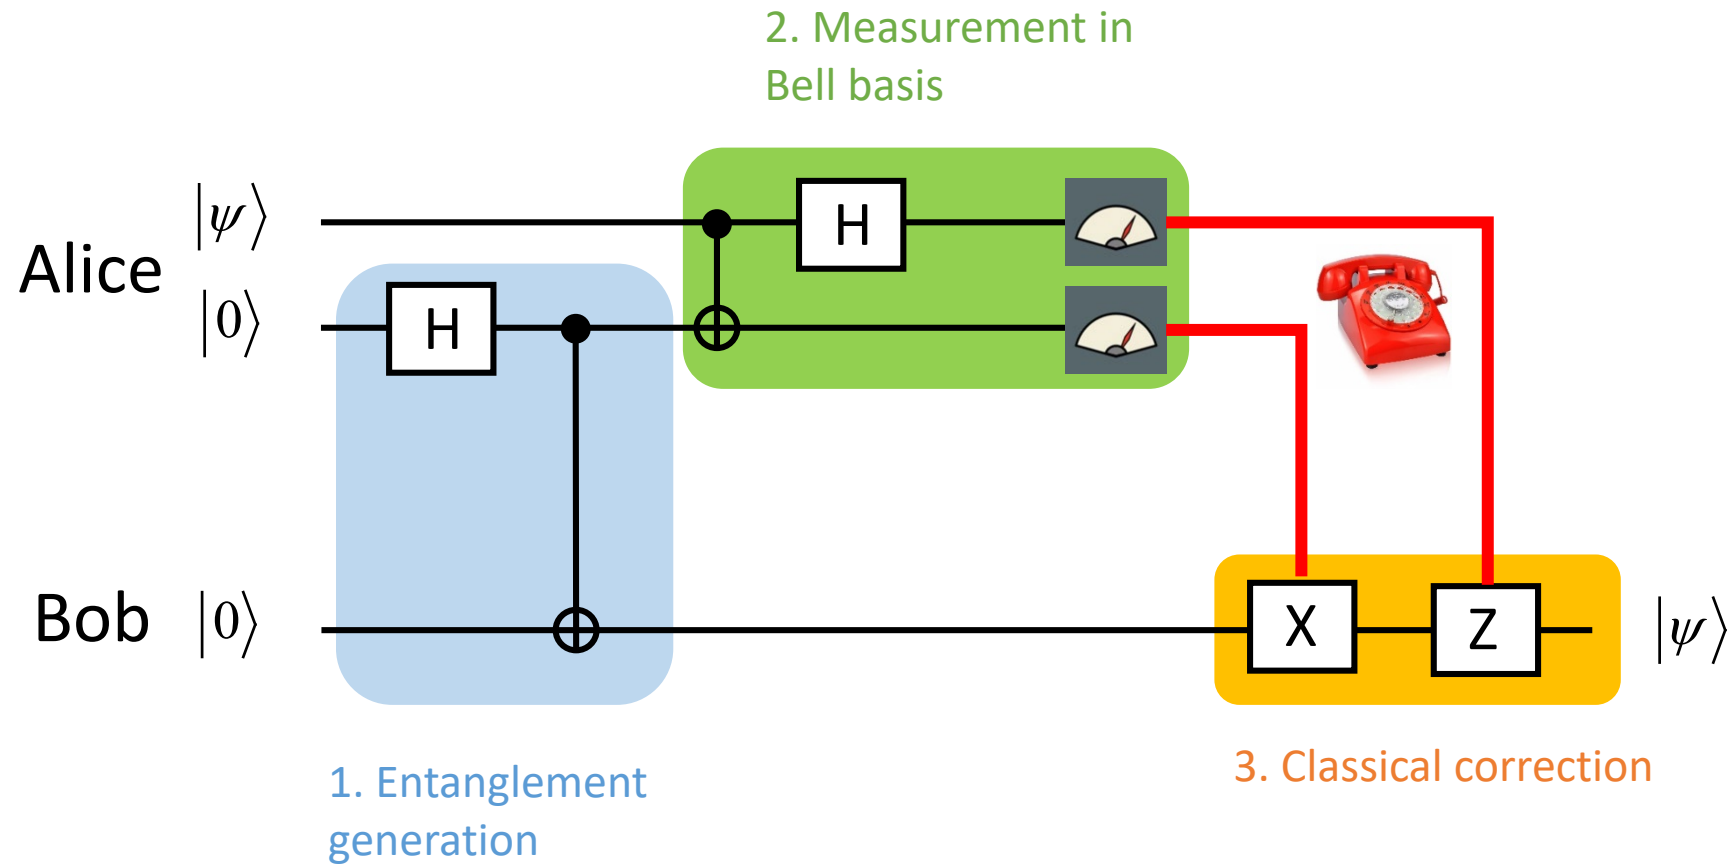 2. Measurement in
Bell basis
|ψ⟩
Alice
H
|0⟩
H
Bob
|0⟩
X
Z
|ψ⟩
3. Classical correction
1. Entanglement
generation